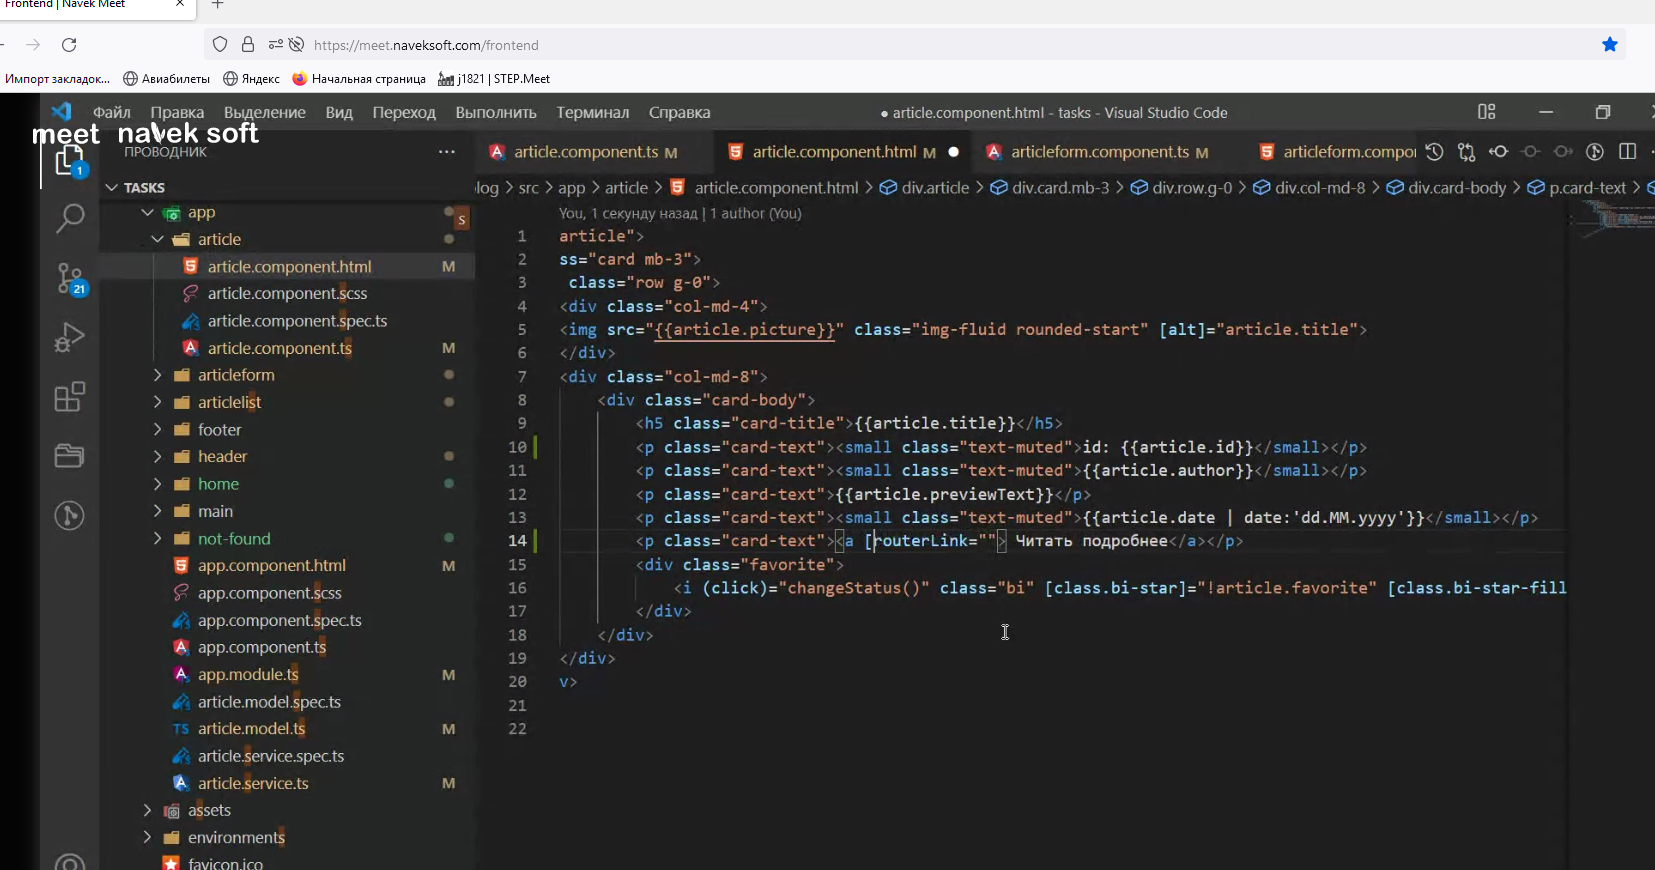 Frontend | Navek Meet
https://meet.naveksoft.com/frontend
Импорт закладок... Авиабилеты Яндекс Начальная страница j1821 | STEP.Meet
Файл Правка Выделение Вид Переход Выполнить Терминал Справка ● article.component.html - tasks - Visual Studio Code
meet navek soft
ПРОВОДНИК ...
article.component.ts M article.component.html M ● articleform.component.ts M articleform.compo
TASKS
log > src > app > article > article.component.html > div.article > div.card.mb-3 > div.row.g-0 > div.col-md-8 > div.card-body > p.card-text >
1
21
app
S
article
article.component.html M
article.component.scss
article.component.spec.ts
article.component.ts M
articleform
articlelist
footer
header
home
main
not-found
app.component.html M
app.component.scss
app.component.spec.ts
app.component.ts
app.module.ts M
article.model.spec.ts
article.model.ts M
article.service.spec.ts
article.service.ts M
assets
environments
favicon.ico
You, 1 секунду назад | 1 author (You)
1 article">
2 ss="card mb-3">
3 class="row g-0">
4 <div class="col-md-4">
5 <img src="{{article.picture}}" class="img-fluid rounded-start" [alt]="article.title">
6 </div>
7 <div class="col-md-8">
8 <div class="card-body">
9 <h5 class="card-title">{{article.title}}</h5>
10 <p class="card-text"><small class="text-muted">id: {{article.id}}</small></p>
11 <p class="card-text"><small class="text-muted">{{article.author}}</small></p>
12 <p class="card-text">{{article.previewText}}</p>
13 <p class="card-text"><small class="text-muted">{{article.date | date:'dd.MM.yyyy'}}</small></p>
14 <p class="card-text"><a [routerLink=""> Читать подробнее</a></p>
15 <div class="favorite">
16 <i (click)="changeStatus()" class="bi" [class.bi-star]="!article.favorite" [class.bi-star-fill
17 </div>
18 </div>
19 </div>
20 v>
21
22